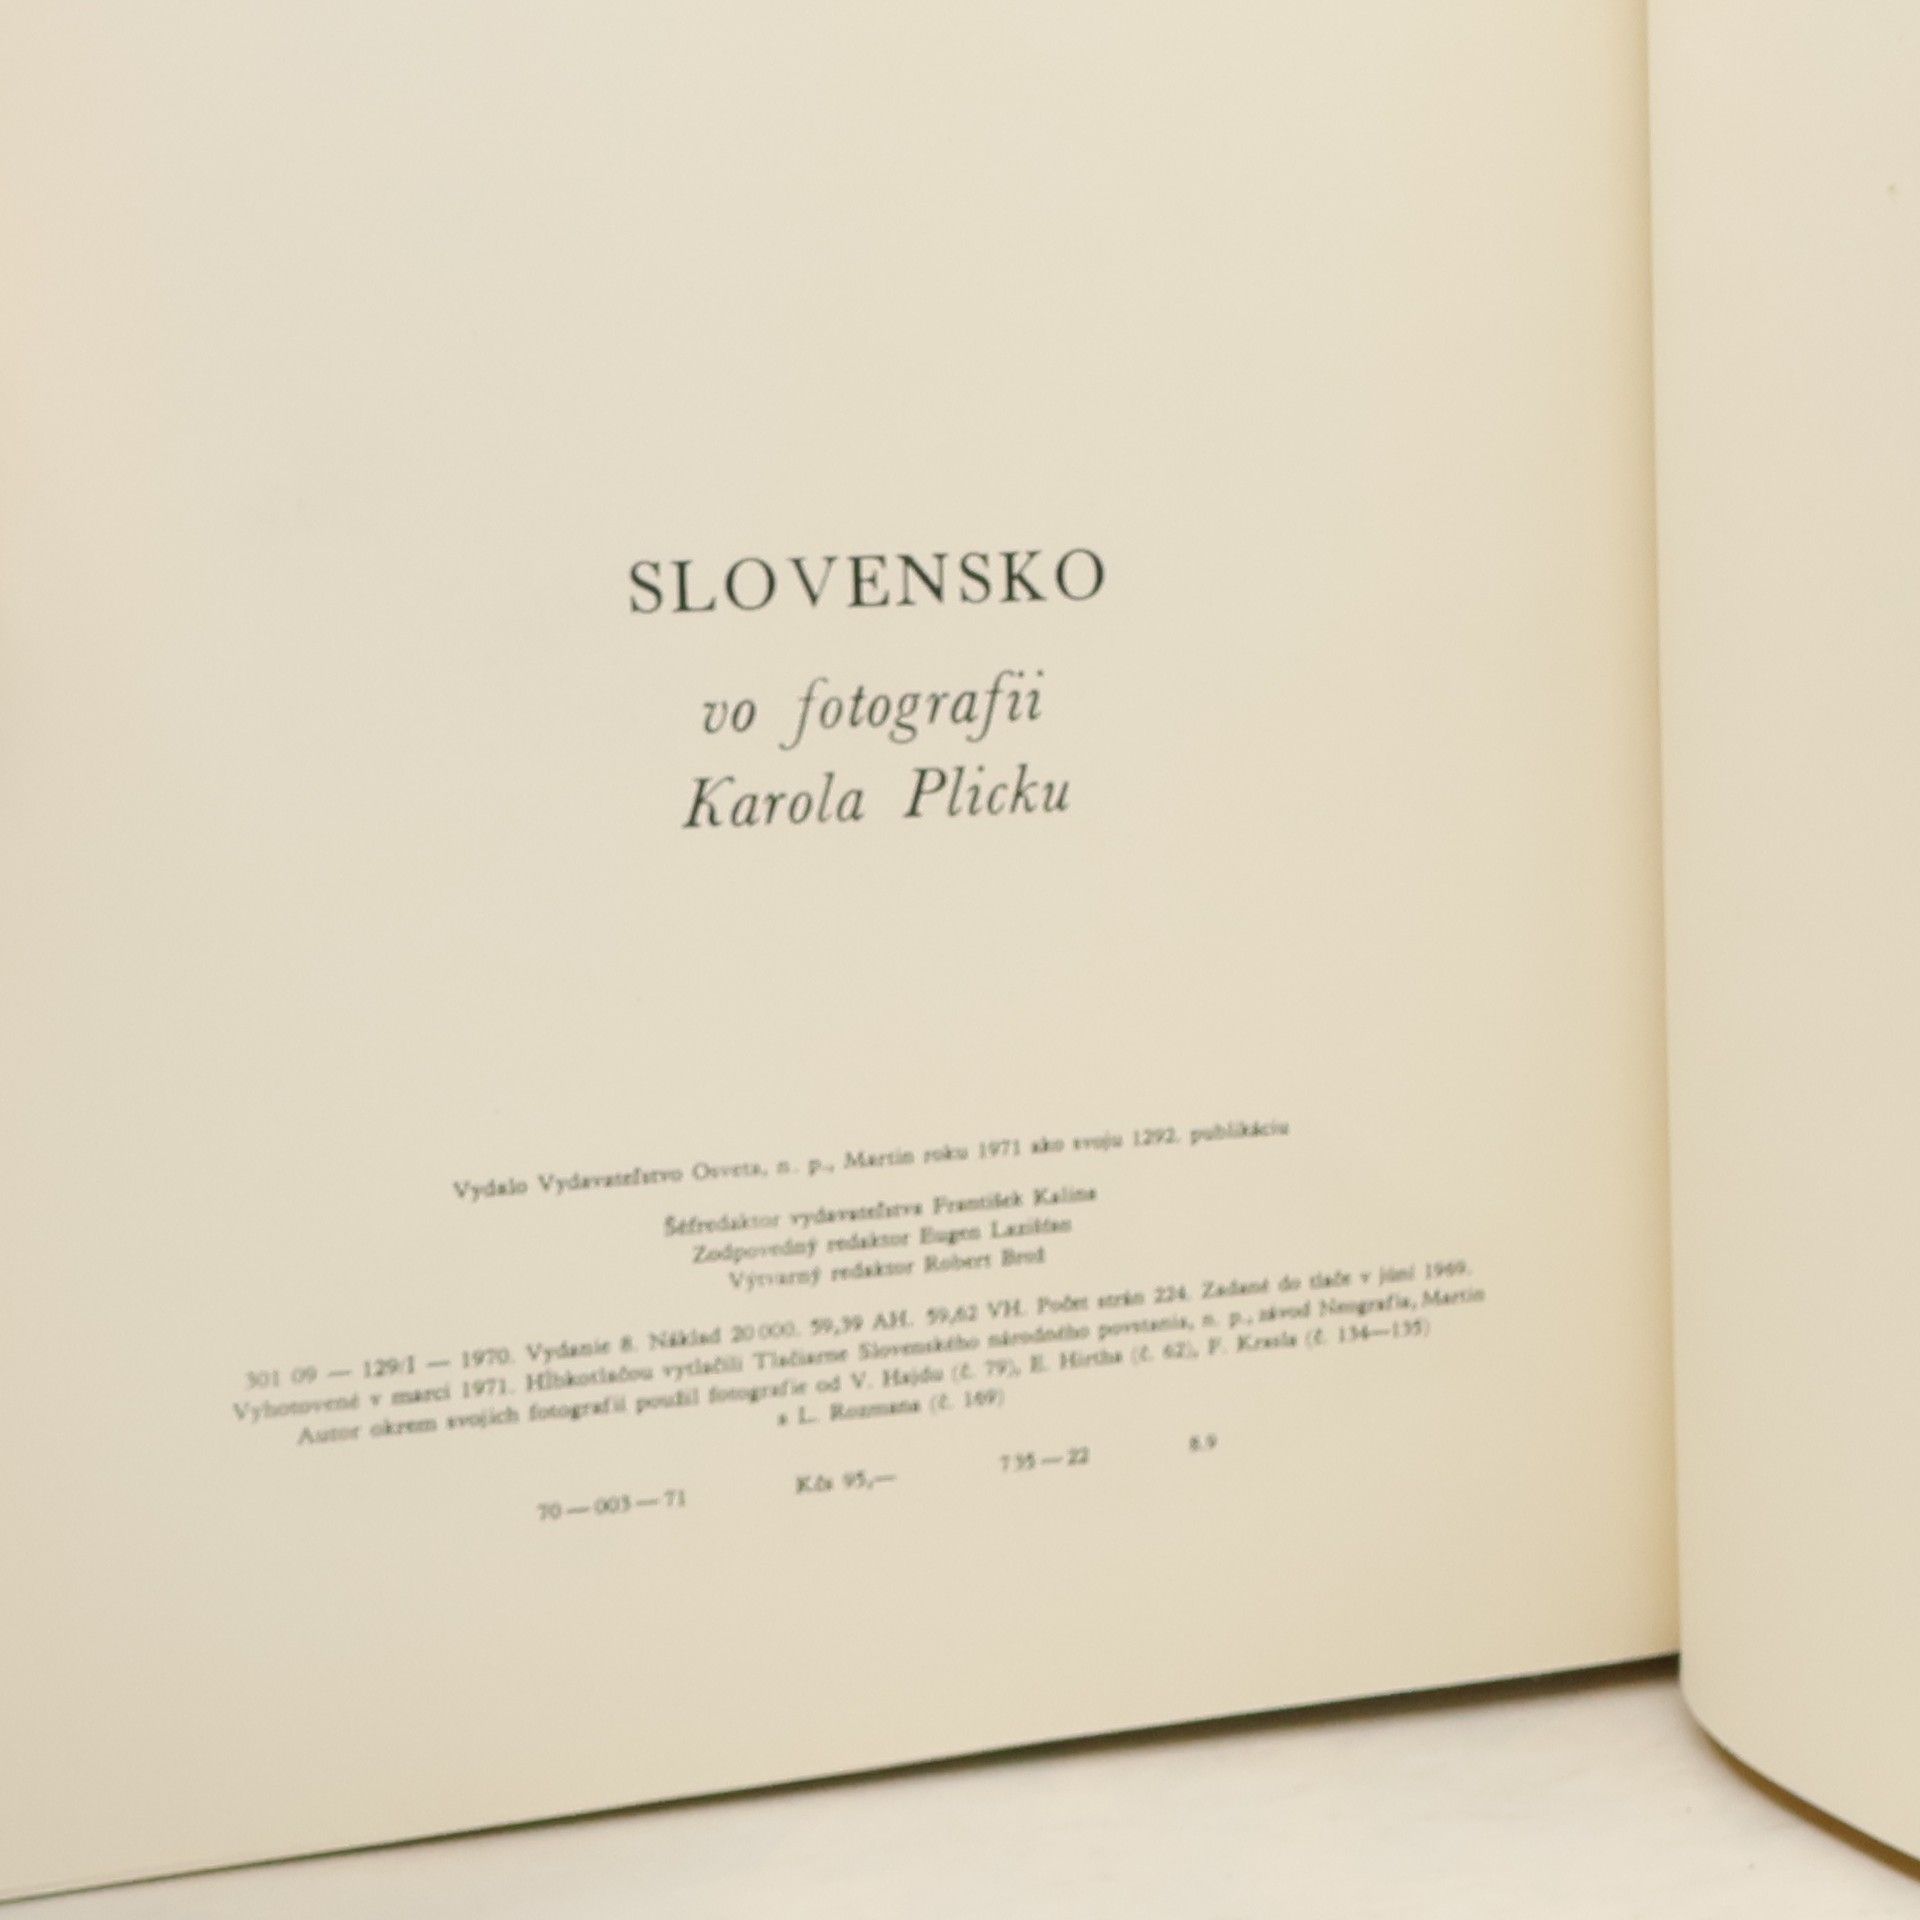 SLOVENSKO
vo fotografii
Karola Plicku
Vydalo Vydavateľstvo Osveta, n. p., Martin roku 1971 ako svoju 1292. publikáciu
Šéfredaktor vydavateľstva František Kalina
Zodpovedný redaktor Eugen Lazišťan
Výtvarný redaktor Robert Brož
301 09 — 129/I — 1970. Vydanie 8. Náklad 20 000. 59,39 AH. 59,62 VH. Počet strán 224. Zadané do tlače v júni 1969.
Vyhotovené v marci 1971. Hĺbkotlačou vytlačili Tlačiarne Slovenského národného povstania, n. p., závod Neografia, Martin
Autor okrem svojich fotografií použil fotografie od V. Hajdu (č. 79), E. Hirtha (č. 62), F. Krasla (č. 134—135)
a L. Rozmana (č. 169)
70—003—71 Kčs 95,— 735—22 8.9